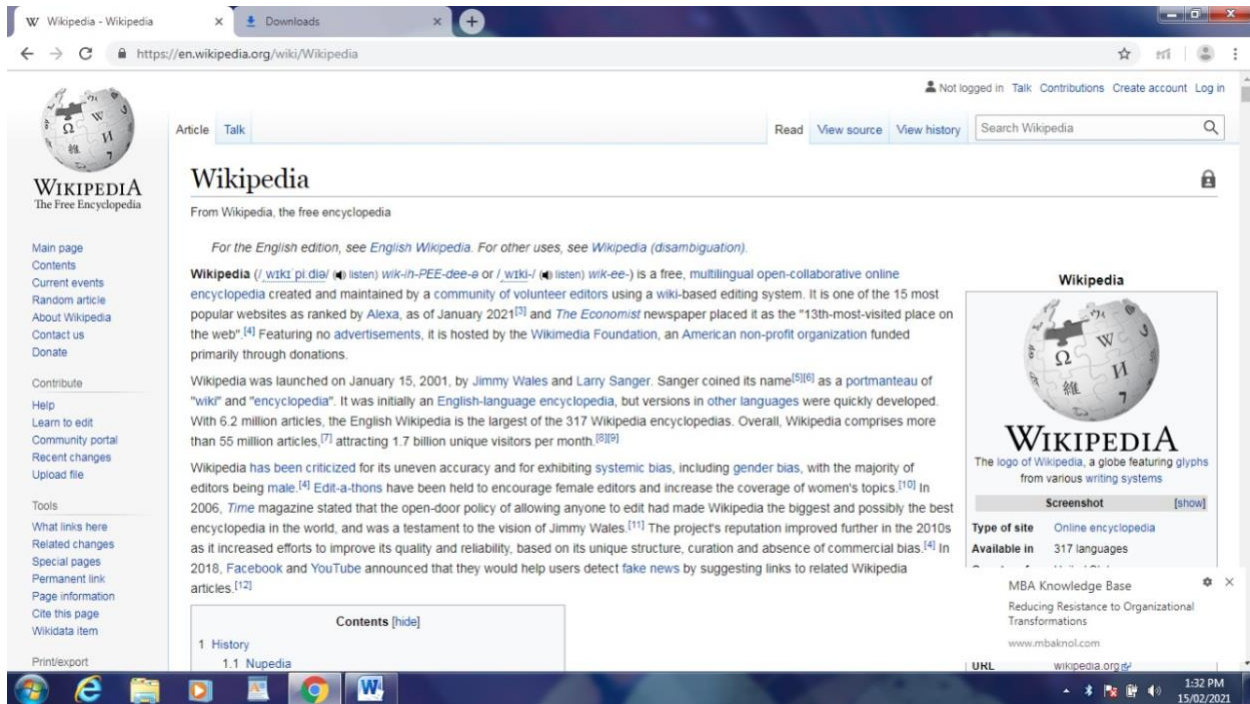 Wikipedia - Wikipedia
Downloads
https://en.wikipedia.org/wiki/Wikipedia
Not logged in Talk Contributions Create account Log in
Article Talk
Read View source View history Search Wikipedia
WIKIPEDIA
The Free Encyclopedia
Main page
Contents
Current events
Random article
About Wikipedia
Contact us
Donate
Contribute
Help
Learn to edit
Community portal
Recent changes
Upload file
Tools
What links here
Related changes
Special pages
Permanent link
Page information
Cite this page
Wikidata item
Print/export
Wikipedia
From Wikipedia, the free encyclopedia
For the English edition, see English Wikipedia. For other uses, see Wikipedia (disambiguation).
Wikipedia (/ˌwɪkɪˈpiːdiə/ (listen) wik-ih-PEE-dee-ə or /ˌwɪki-/ (listen) wik-ee-) is a free, multilingual open-collaborative online
encyclopedia created and maintained by a community of volunteer editors using a wiki-based editing system. It is one of the 15 most
popular websites as ranked by Alexa, as of January 2021[3] and The Economist newspaper placed it as the "13th-most-visited place on
the web".[4] Featuring no advertisements, it is hosted by the Wikimedia Foundation, an American non-profit organization funded
primarily through donations.
Wikipedia was launched on January 15, 2001, by Jimmy Wales and Larry Sanger. Sanger coined its name[5][6] as a portmanteau of
"wiki" and "encyclopedia". It was initially an English-language encyclopedia, but versions in other languages were quickly developed.
With 6.2 million articles, the English Wikipedia is the largest of the 317 Wikipedia encyclopedias. Overall, Wikipedia comprises more
than 55 million articles,[7] attracting 1.7 billion unique visitors per month.[8][9]
Wikipedia has been criticized for its uneven accuracy and for exhibiting systemic bias, including gender bias, with the majority of
editors being male.[4] Edit-a-thons have been held to encourage female editors and increase the coverage of women's topics.[10] In
2006, Time magazine stated that the open-door policy of allowing anyone to edit had made Wikipedia the biggest and possibly the best
encyclopedia in the world, and was a testament to the vision of Jimmy Wales.[11] The project's reputation improved further in the 2010s
as it increased efforts to improve its quality and reliability, based on its unique structure, curation and absence of commercial bias.[4] In
2018, Facebook and YouTube announced that they would help users detect fake news by suggesting links to related Wikipedia
articles.[12]
Contents [hide]
1 History
1.1 Nupedia
Wikipedia
WIKIPEDIA
The logo of Wikipedia, a globe featuring glyphs
from various writing systems
Screenshot [show]
Type of site Online encyclopedia
Available in 317 languages
MBA Knowledge Base
Reducing Resistance to Organizational
Transformations
www.mbaknol.com
URL wikipedia.org
1:32 PM
15/02/2021